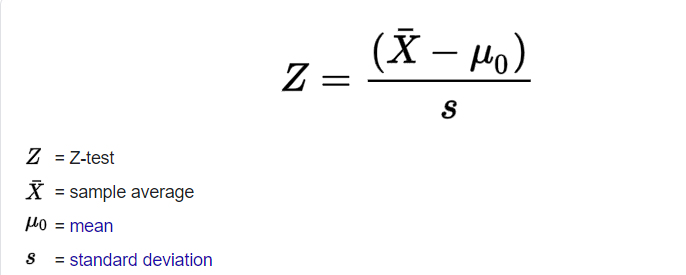 Z = (X̄ − μ₀) / s
Z = Z-test
X̄ = sample average
μ₀ = mean
s = standard deviation